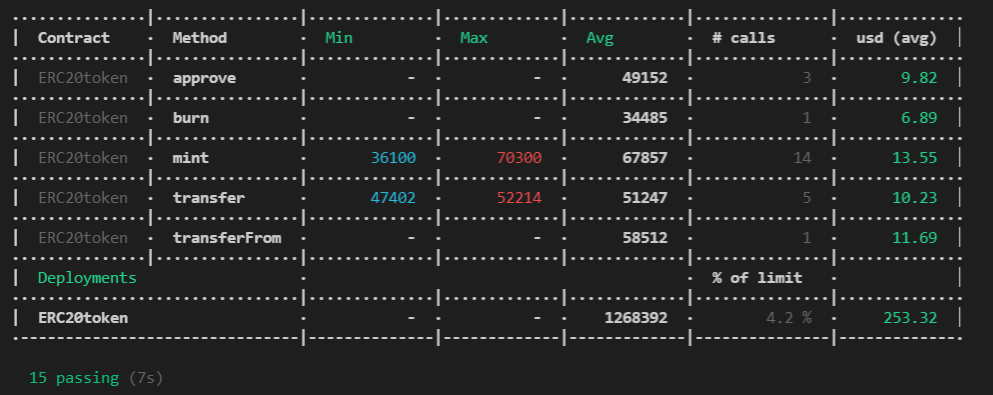 | Contract · Method · Min · Max · Avg · # calls · usd (avg) |
| ERC20token · approve · - · - · 49152 · 3 · 9.82 |
| ERC20token · burn · - · - · 34485 · 1 · 6.89 |
| ERC20token · mint · 36100 · 70300 · 67857 · 14 · 13.55 |
| ERC20token · transfer · 47402 · 52214 · 51247 · 5 · 10.23 |
| ERC20token · transferFrom · - · - · 58512 · 1 · 11.69 |
| Deployments · · % of limit · |
| ERC20token · - · - · 1268392 · 4.2 % · 253.32 |
15 passing (7s)